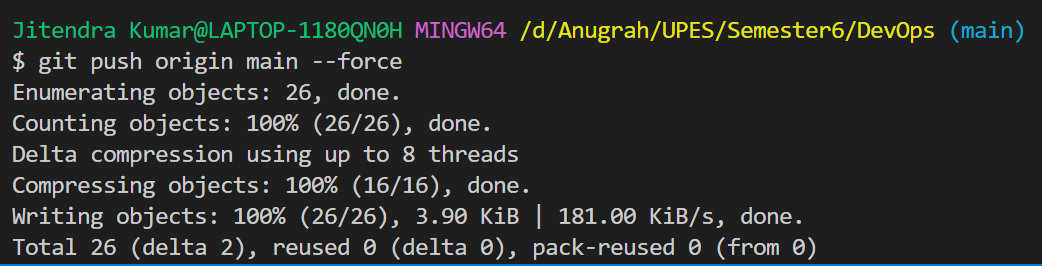 Jitendra Kumar@LAPTOP-1180QN0H MINGW64 /d/Anugrah/UPES/Semester6/DevOps (main)
$ git push origin main --force
Enumerating objects: 26, done.
Counting objects: 100% (26/26), done.
Delta compression using up to 8 threads
Compressing objects: 100% (16/16), done.
Writing objects: 100% (26/26), 3.90 KiB | 181.00 KiB/s, done.
Total 26 (delta 2), reused 0 (delta 0), pack-reused 0 (from 0)